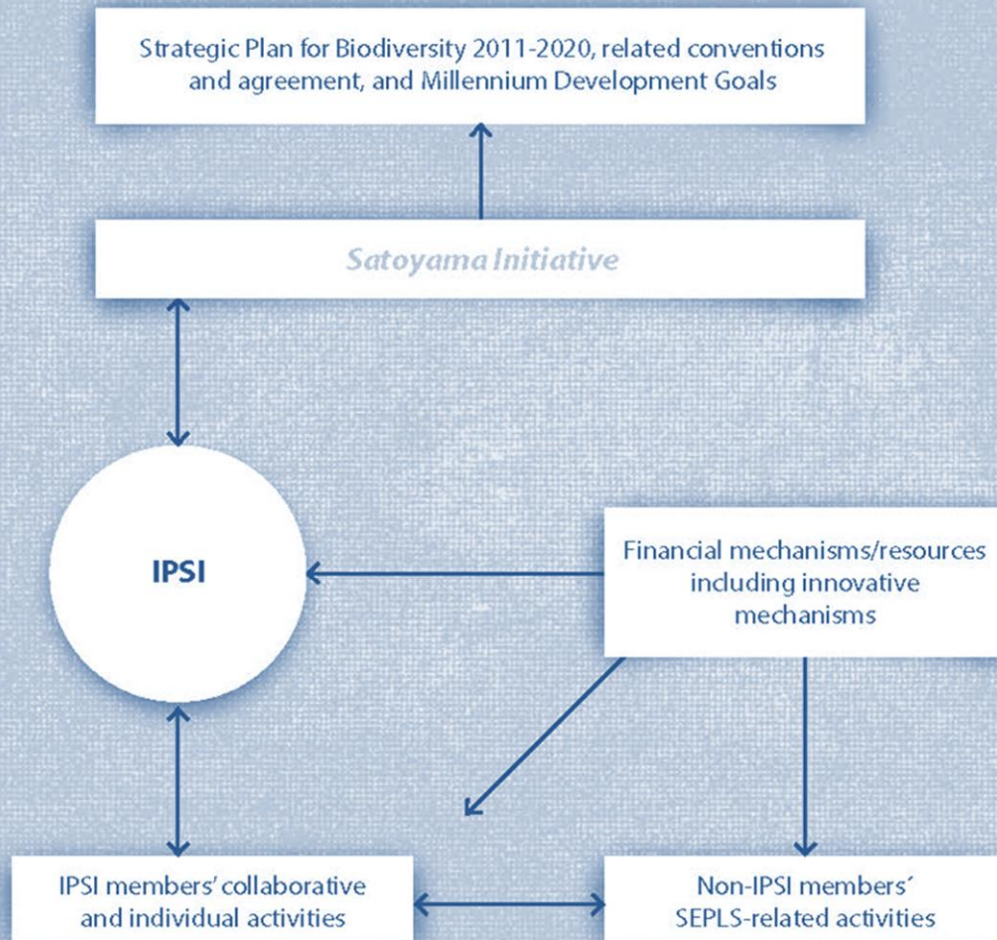 Strategic Plan for Biodiversity 2011-2020, related conventions
and agreement, and Millennium Development Goals
Satoyama Initiative
IPSI
Financial mechanisms/resources
including innovative
mechanisms
IPSI members’ collaborative
and individual activities
Non-IPSI members´
SEPLS-related activities